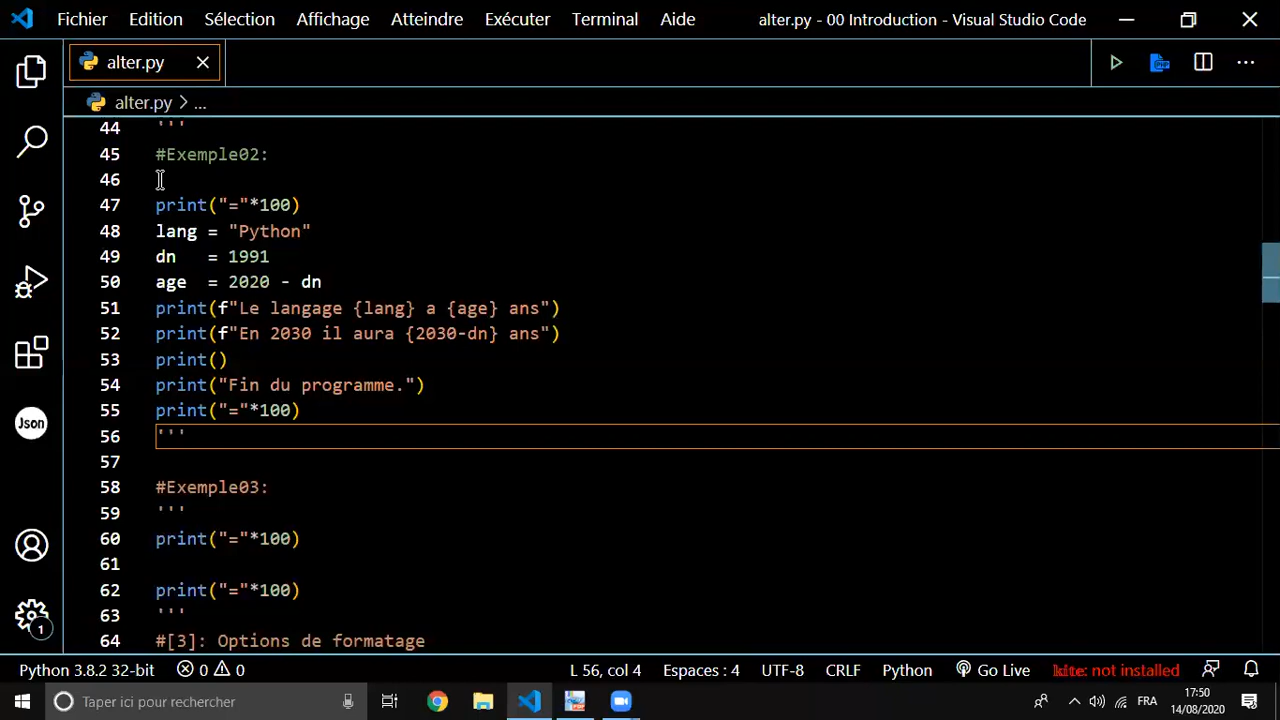 Fichier Edition Sélection Affichage Atteindre Exécuter Terminal Aide alter.py - 00 Introduction - Visual Studio Code
alter.py
alter.py > ...
44 '''
45 #Exemple02:
46
47 print("="*100)
48 lang = "Python"
49 dn   = 1991
50 age  = 2020 - dn
51 print(f"Le langage {lang} a {age} ans")
52 print(f"En 2030 il aura {2030-dn} ans")
53 print()
54 print("Fin du programme.")
55 print("="*100)
56 '''
57
58 #Exemple03:
59 '''
60 print("="*100)
61
62 print("="*100)
63 '''
64 #[3]: Options de formatage
Json
1
Python 3.8.2 32-bit 0 0 L 56, col 4 Espaces : 4 UTF-8 CRLF Python Go Live kite: not installed
Taper ici pour rechercher FRA 17:50
14/08/2020